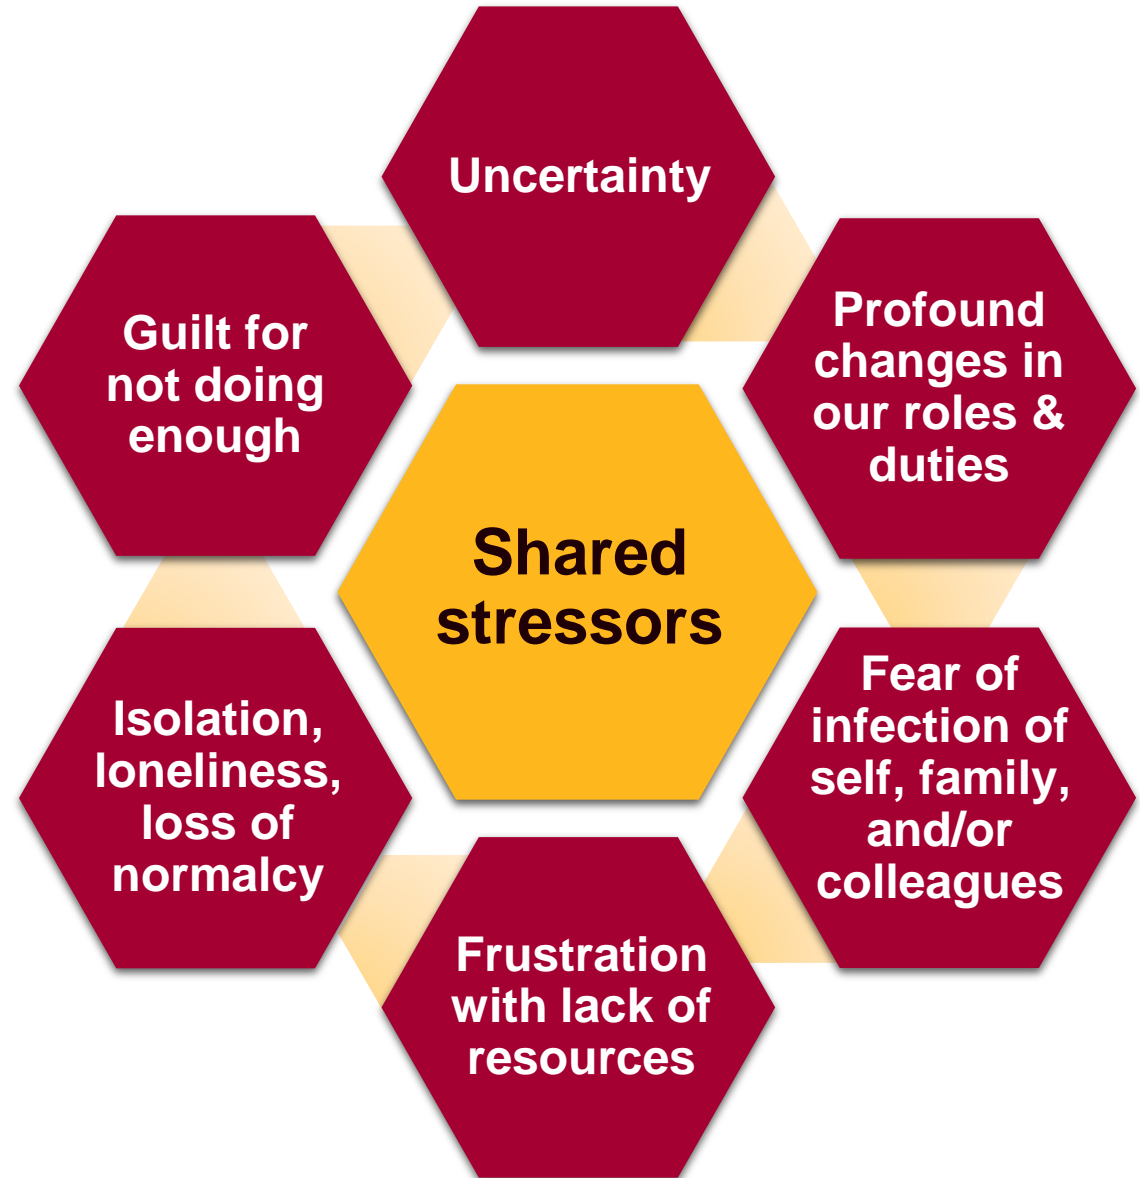 Uncertainty
Profound
changes in
our roles &
duties
Fear of
infection of
self, family,
and/or
colleagues
Frustration
with lack of
resources
Isolation,
loneliness,
loss of
normalcy
Guilt for
not doing
enough
Shared
stressors